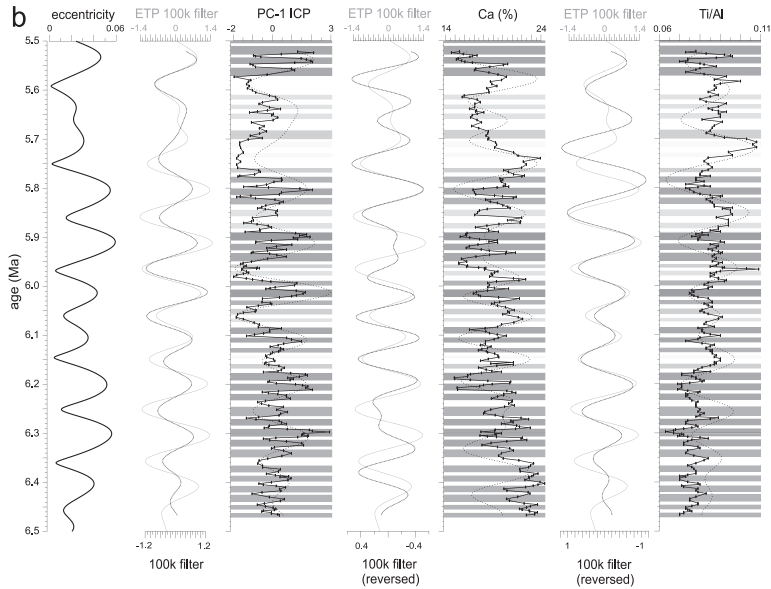 b
eccentricity
ETP 100k filter
PC-1 ICP
ETP 100k filter
Ca (%)
ETP 100k filter
Ti/Al
0 0.06
-1.4 0 1.4
-2 3
-1.4 0 1.4
14 24
-1.4 0 1.4
0.06 0.11
5.5
5.6
5.7
5.8
5.9
6.0
6.1
6.2
6.3
6.4
6.5
age (Ma)
-1.2 1.2
0.4 -0.4
1 -1
100k filter
100k filter
(reversed)
100k filter
(reversed)